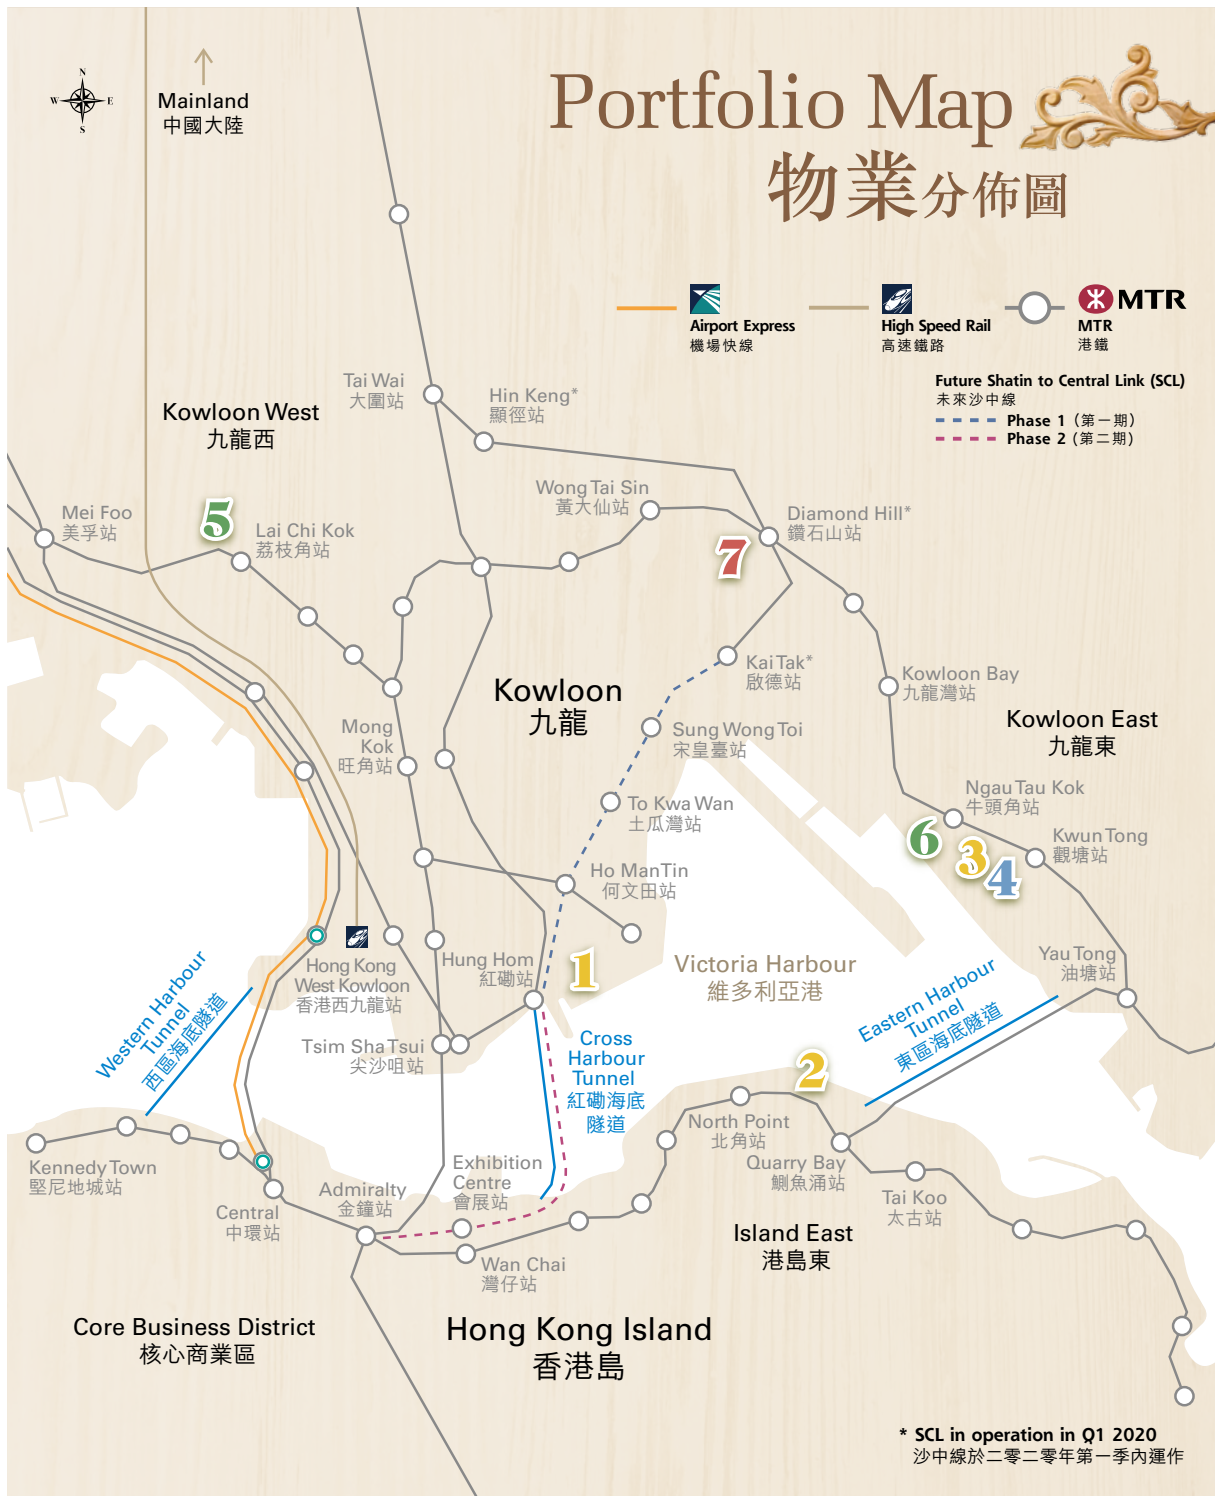 N
W E
S
Mainland
中國大陸
Portfolio Map
物業分佈圖
Airport Express
機場快線
High Speed Rail
高速鐵路
MTR
MTR
港鐵
Future Shatin to Central Link (SCL)
未來沙中線
Phase 1 (第一期)
Phase 2 (第二期)
Tai Wai
大圍站
Hin Keng*
顯徑站
Kowloon West
九龍西
Wong Tai Sin
黃大仙站
Mei Foo
美孚站
5
Lai Chi Kok
荔枝角站
Diamond Hill*
鑽石山站
7
Kai Tak*
啟德站
Kowloon
九龍
Kowloon Bay
九龍灣站
Kowloon East
九龍東
Mong
Kok
旺角站
Sung Wong Toi
宋皇臺站
To Kwa Wan
土瓜灣站
Ngau Tau Kok
牛頭角站
6
3
4
Kwun Tong
觀塘站
Ho Man Tin
何文田站
Hong Kong
West Kowloon
香港西九龍站
Hung Hom
紅磡站
1
Victoria Harbour
維多利亞港
Yau Tong
油塘站
Western Harbour
Tunnel
西區海底隧道
Eastern Harbour
Tunnel
東區海底隧道
Tsim Sha Tsui
尖沙咀站
Cross
Harbour
Tunnel
紅磡海底
隧道
2
North Point
北角站
Quarry Bay
鰂魚涌站
Tai Koo
太古站
Kennedy Town
堅尼地城站
Central
中環站
Admiralty
金鐘站
Exhibition
Centre
會展站
Wan Chai
灣仔站
Island East
港島東
Core Business District
核心商業區
Hong Kong Island
香港島
* SCL in operation in Q1 2020
沙中線於二零二零年第一季內運作